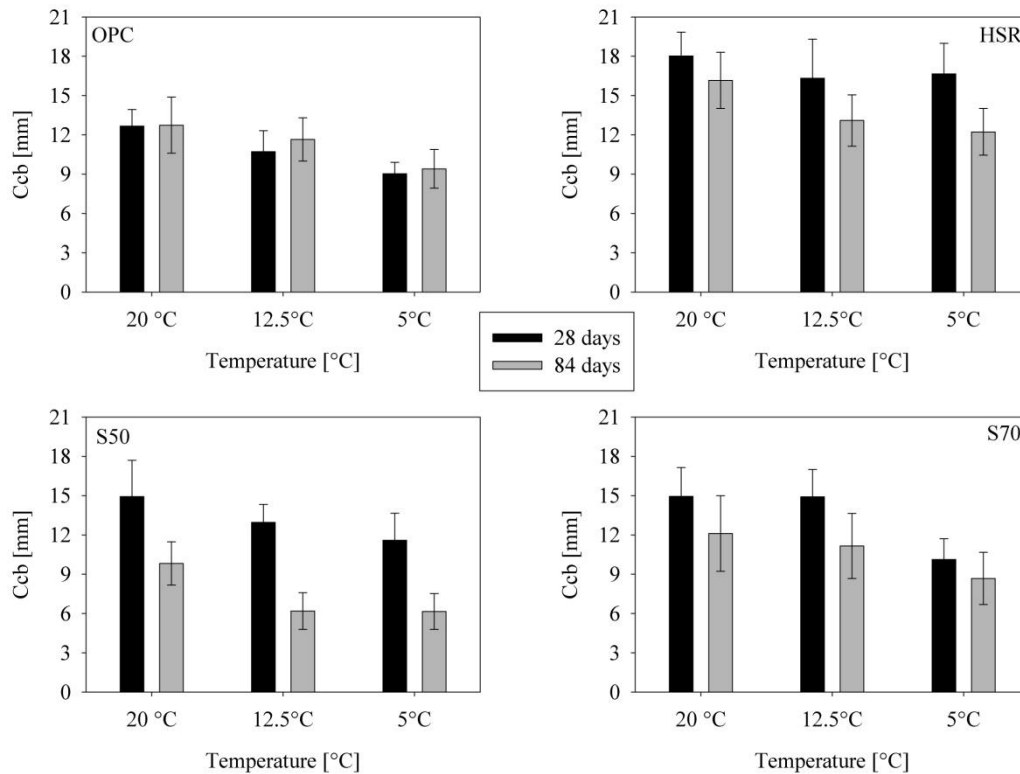 OPC
Ccb [mm]
21
18
15
12
9
6
3
0
20 °C 12.5°C 5°C
Temperature [°C]
HSR
Ccb [mm]
21
18
15
12
9
6
3
0
20 °C 12.5°C 5°C
Temperature [°C]
28 days
84 days
S50
Ccb [mm]
21
18
15
12
9
6
3
0
20 °C 12.5°C 5°C
Temperature [°C]
S70
Ccb [mm]
21
18
15
12
9
6
3
0
20 °C 12.5°C 5°C
Temperature [°C]